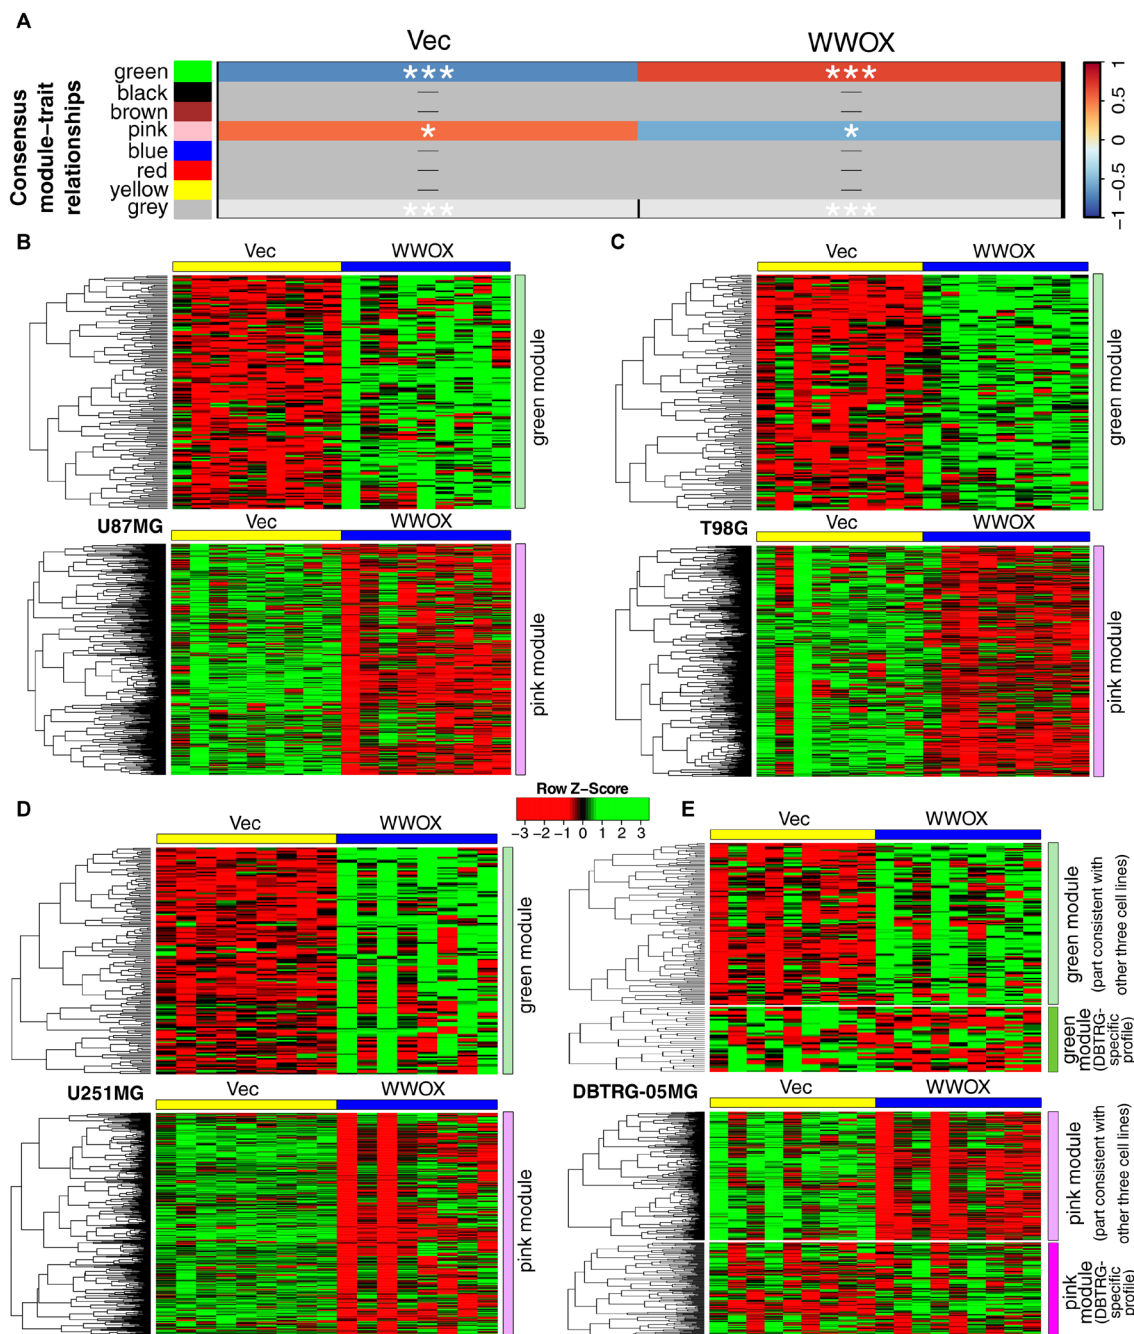 A
Vec
WWOX
Consensus
module−trait
relationships
green
black
brown
pink
blue
red
yellow
grey
***
***
—
—
—
—
*
*
—
—
—
—
—
—
***
***
1
0.5
0
−0.5
−1
B
Vec
WWOX
green module
U87MG
Vec
WWOX
pink module
C
Vec
WWOX
green module
T98G
Vec
WWOX
pink module
D
Vec
WWOX
green module
U251MG
Vec
WWOX
pink module
Row Z−Score
−3 −2 −1 0 1 2 3
E
Vec
WWOX
green module
(part consistent with
other three cell lines)
green
module
(DBTRG-
specific
profile)
DBTRG-05MG
Vec
WWOX
pink module
(part consistent with
other three cell lines)
pink
module
(DBTRG-
specific
profile)